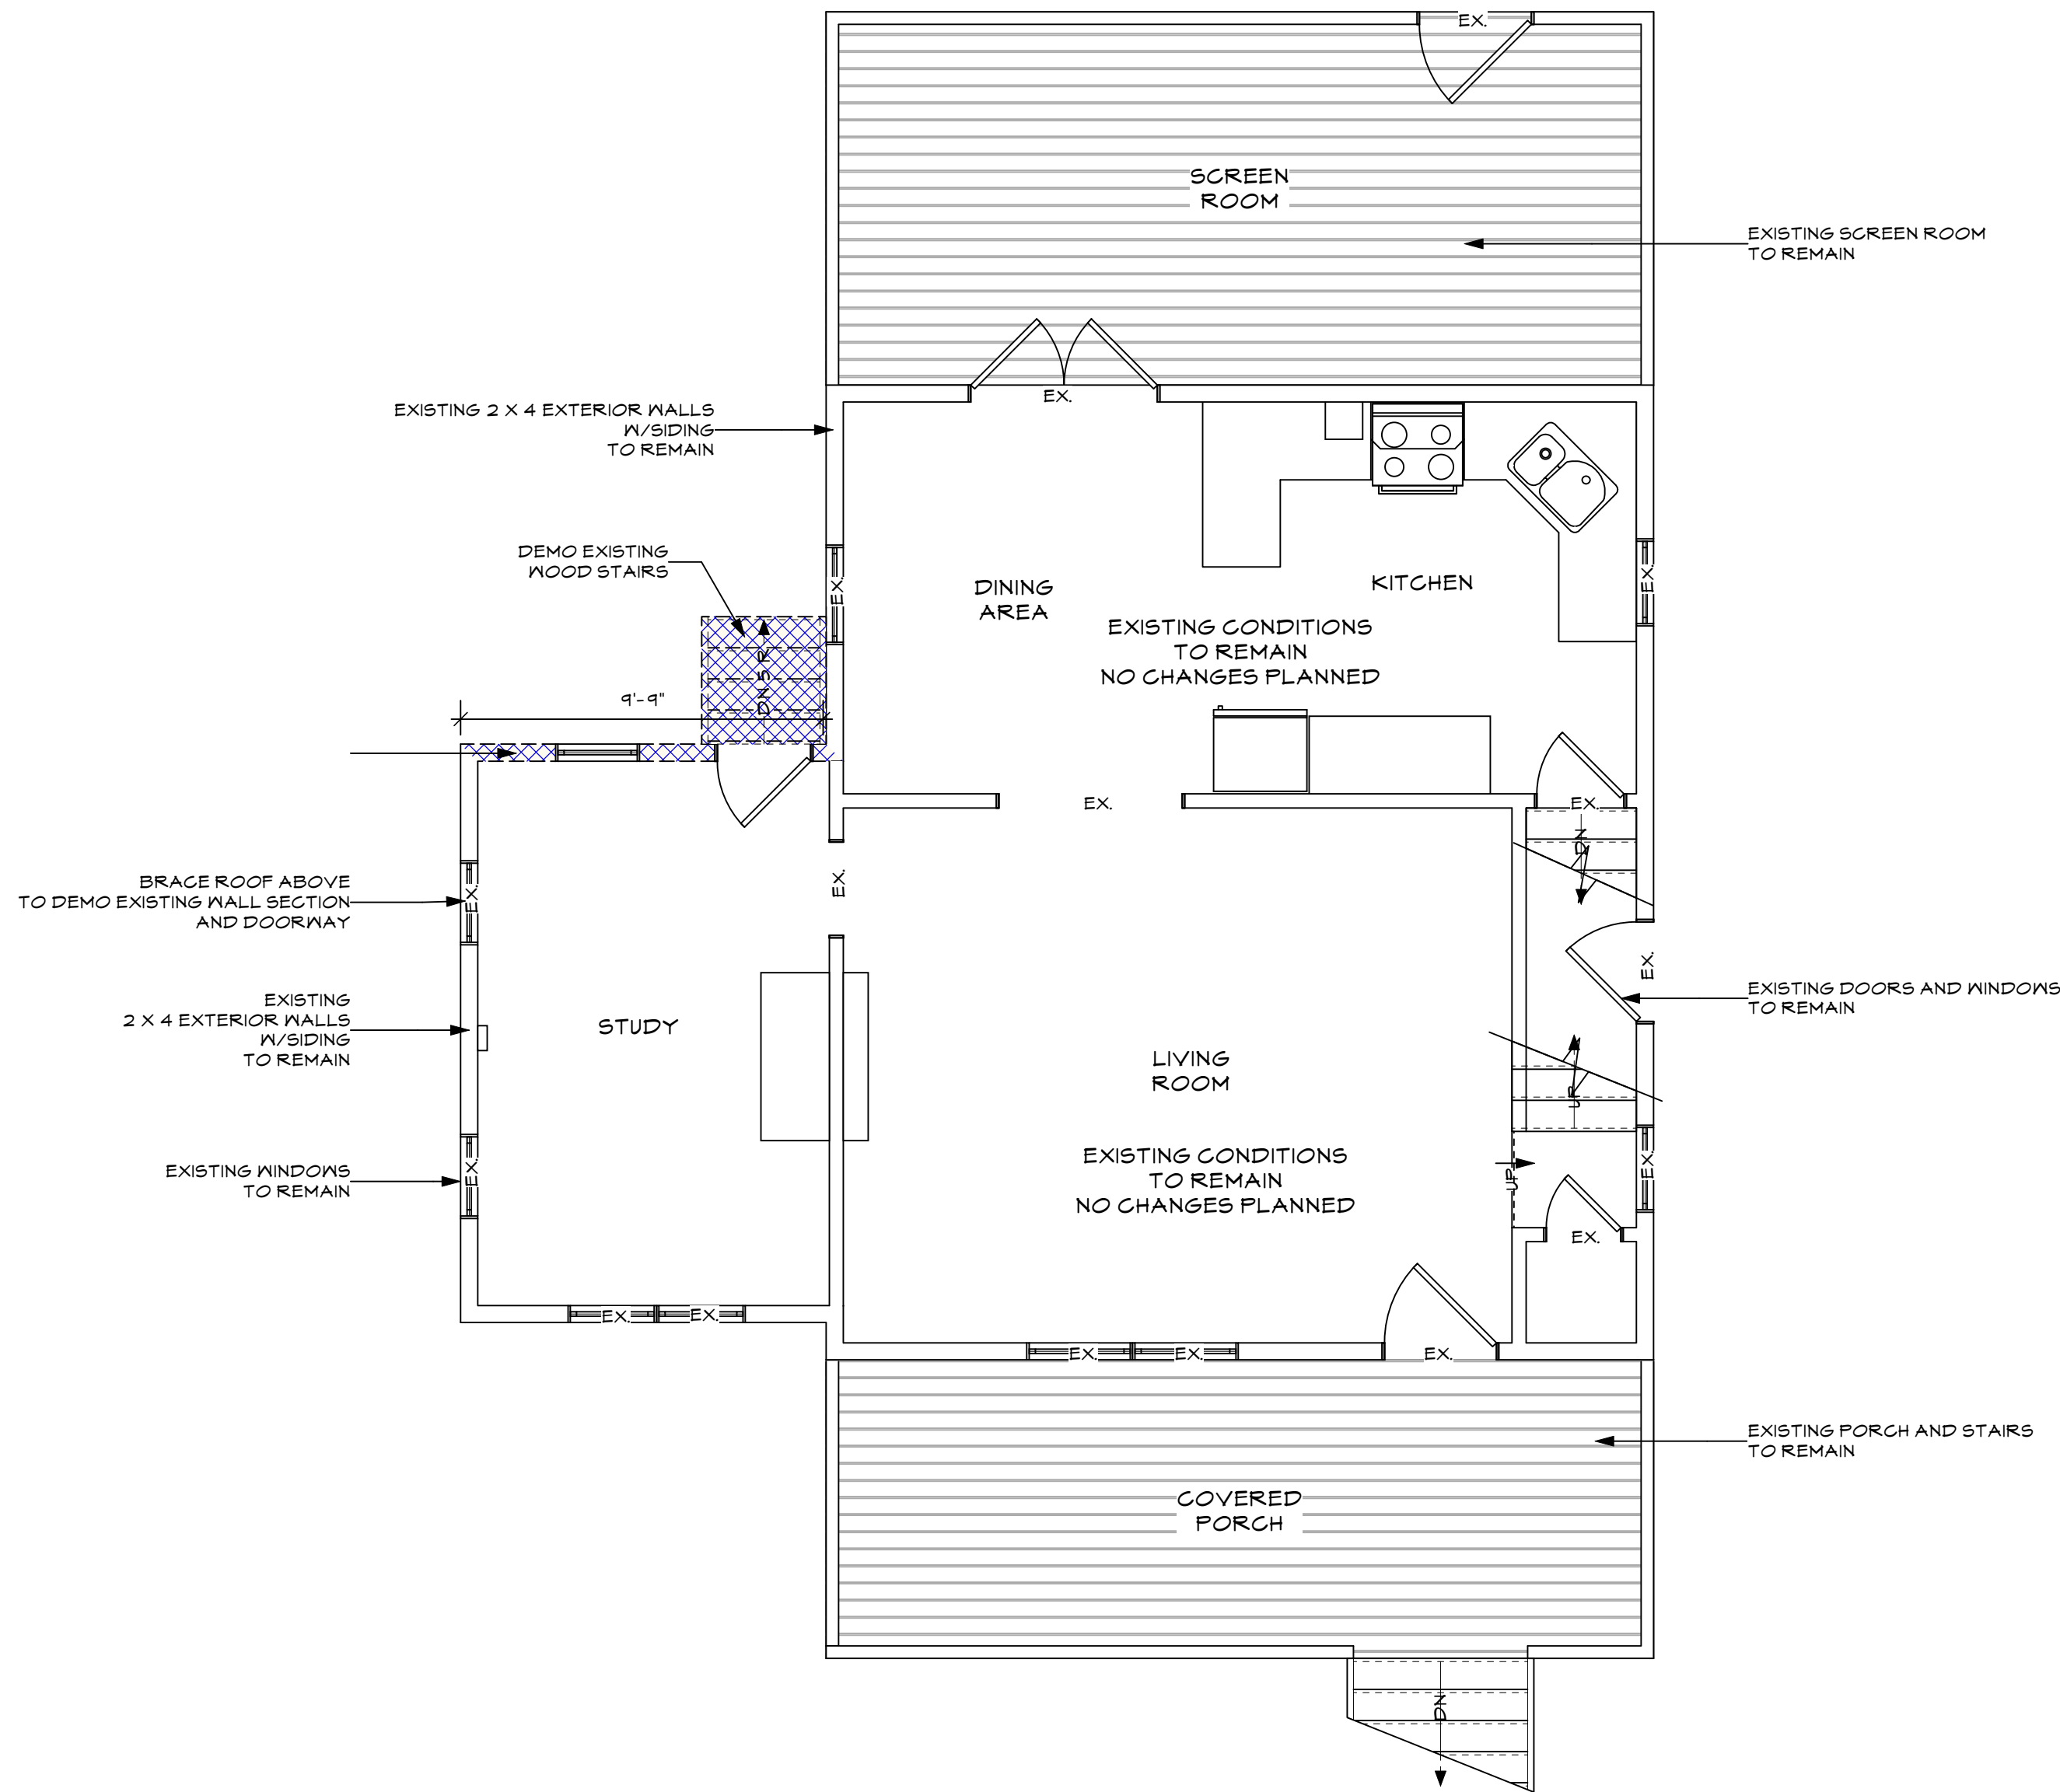 EX.
SCREEN
ROOM
EXISTING SCREEN ROOM
TO REMAIN
EX.
EXISTING 2 X 4 EXTERIOR WALLS
W/SIDING
TO REMAIN
DEMO EXISTING
WOOD STAIRS
EX.
DINING
AREA
KITCHEN
EX.
EXISTING CONDITIONS
TO REMAIN
NO CHANGES PLANNED
DN 5 R
9'-9"
EX.
EX.
DN
BRACE ROOF ABOVE
TO DEMO EXISTING WALL SECTION
AND DOORWAY
EX.
EX.
EX.
EXISTING DOORS AND WINDOWS
TO REMAIN
EXISTING
2 X 4 EXTERIOR WALLS
W/SIDING
TO REMAIN
STUDY
LIVING
ROOM
UP
EXISTING WINDOWS
TO REMAIN
EX.
EXISTING CONDITIONS
TO REMAIN
NO CHANGES PLANNED
UP
EX.
EX.
EX.
EX.
EX.
EX.
EX.
EXISTING PORCH AND STAIRS
TO REMAIN
COVERED
PORCH
DN